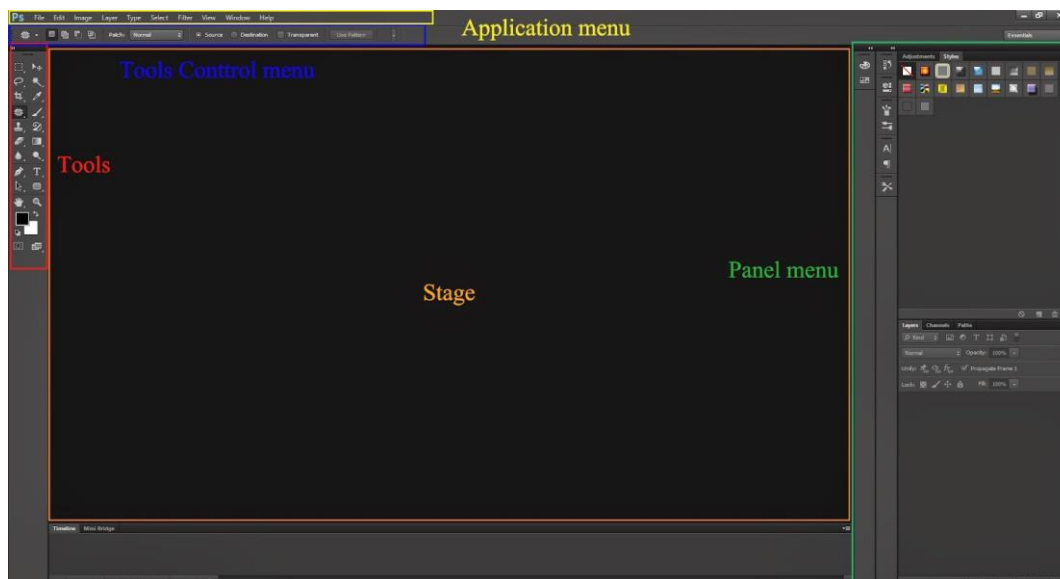 Ps File Edit Image Layer Type Select Filter View Window Help
Application menu
Patch: Normal Source Destination Transparent Use Pattern
Essentials
Tools Conttrol menu
Adjustments Styles
Tools
Panel menu
Stage
Layers Channels Paths
Kind
Normal Opacity: 100%
Unify: Propagate Frame 1
Lock: Fill: 100%
Timeline Mini Bridge